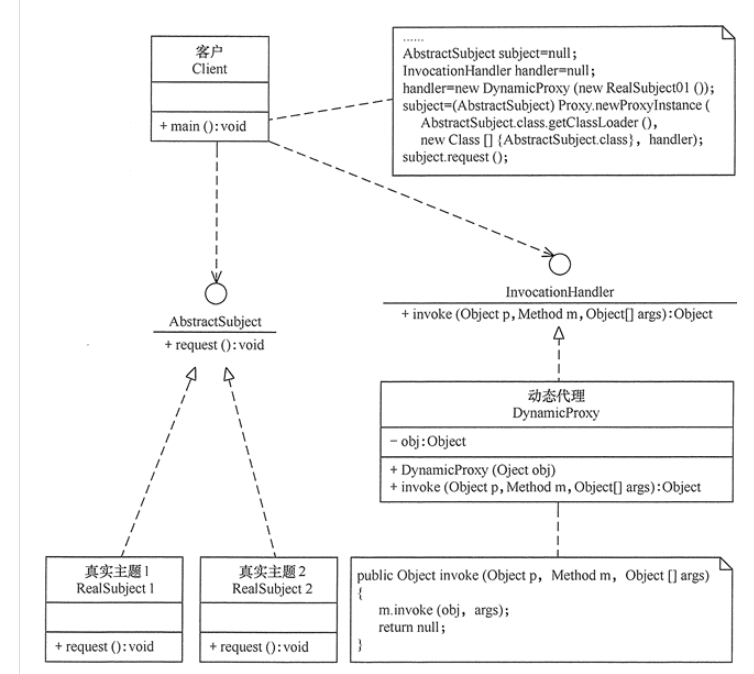 客户
Client
+ main ( ) : void
......
AbstractSubject subject=null;
InvocationHandler handler=null;
handler=new DynamicProxy (new RealSubject01 ());
subject=(AbstractSubject) Proxy.newProxyInstance (
AbstractSubject.class.getClassLoader (),
new Class [] {AbstractSubject.class}, handler);
subject.request ();
AbstractSubject
+ request ( ) : void
InvocationHandler
+ invoke (Object p, Method m, Object[] args):Object
动态代理
DynamicProxy
- obj:Object
+ DynamicProxy (Oject obj)
+ invoke (Object p, Method m, Object[] args):Object
真实主题1
RealSubject 1
+ request ( ) : void
真实主题2
RealSubject 2
+ request ( ) : void
public Object invoke (Object p, Method m, Object [] args)
{
m.invoke (obj, args);
return null;
}